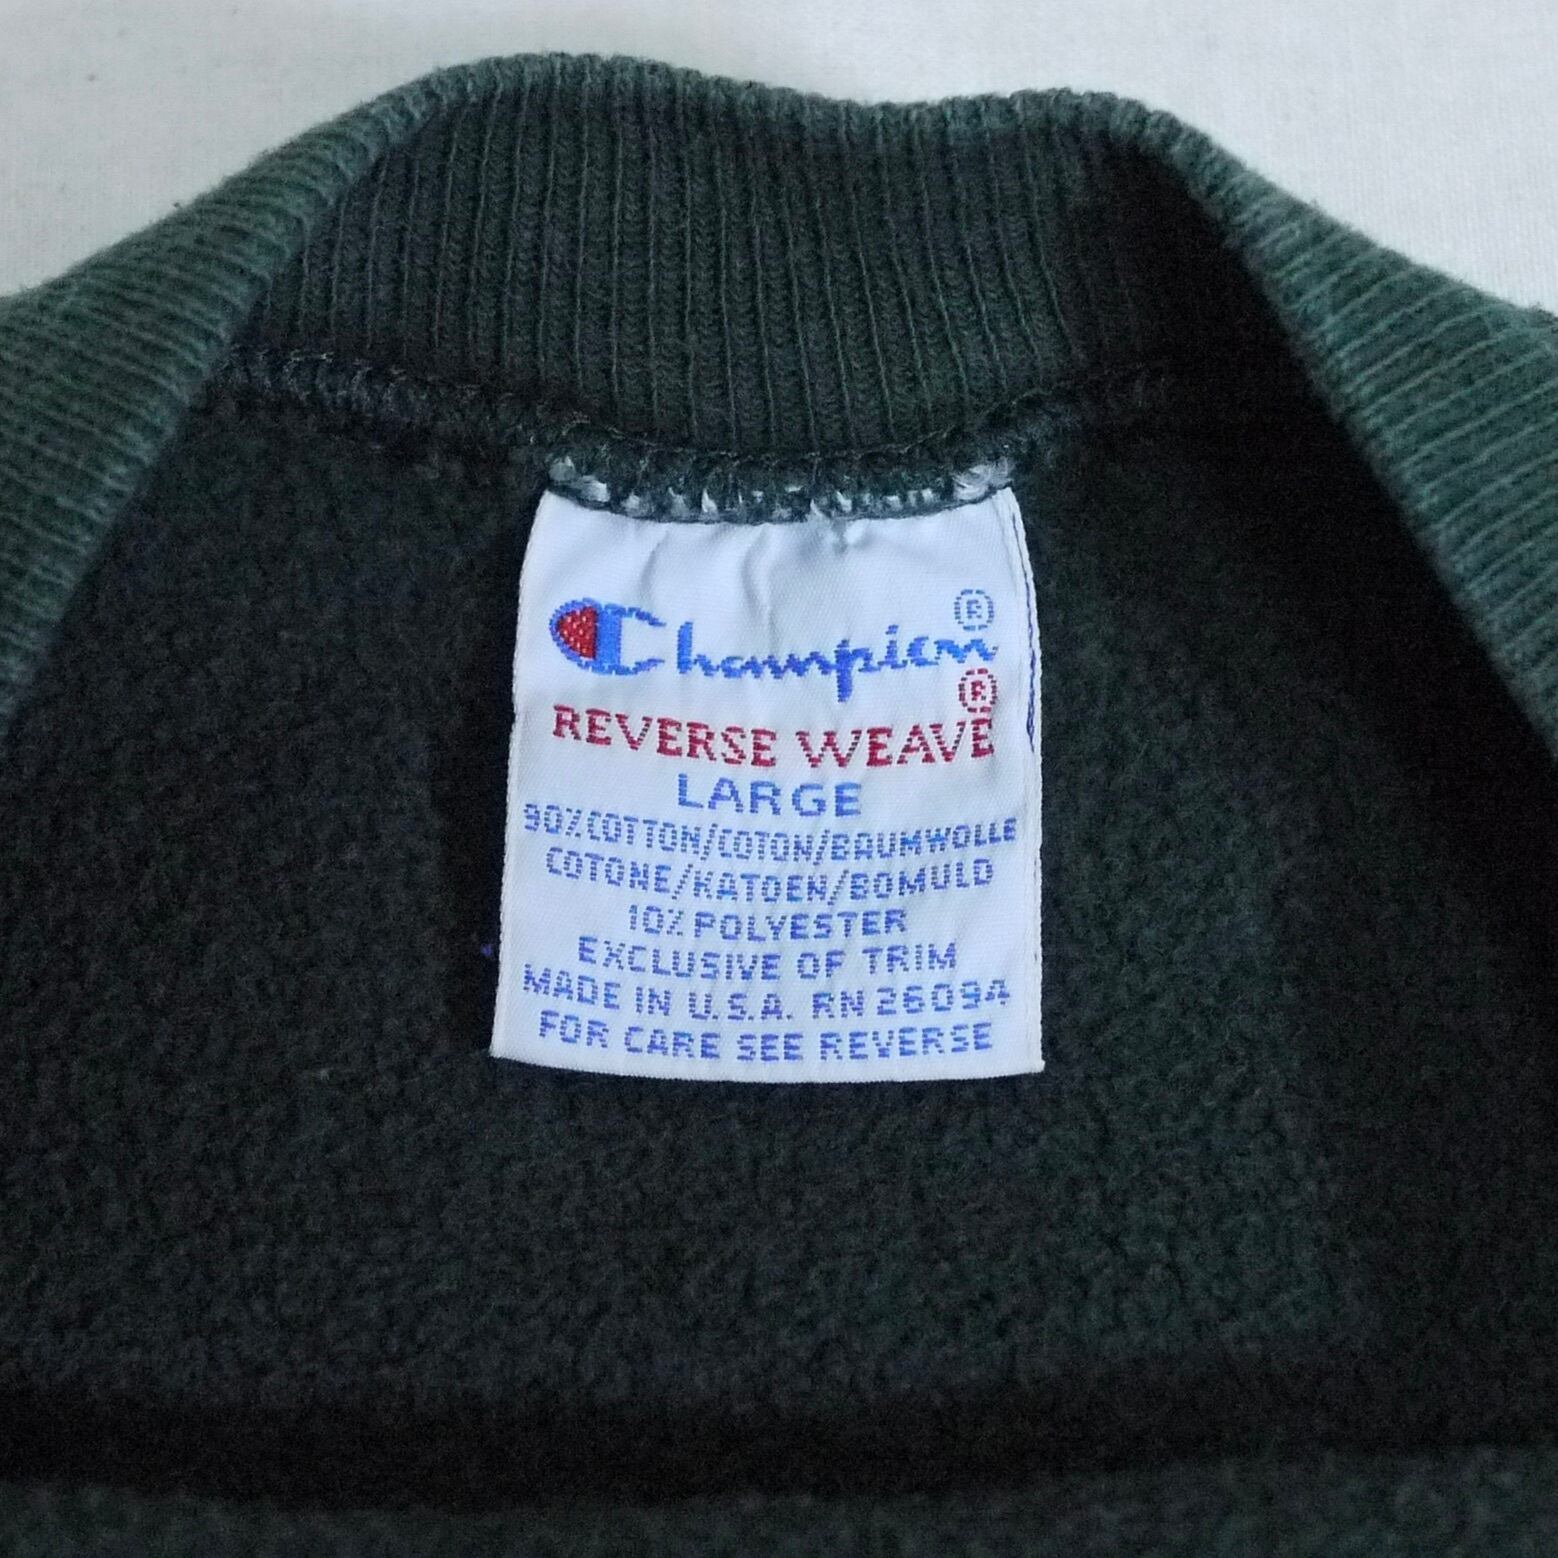 Champion®
REVERSE WEAVE®
LARGE
90%COTTON/COTON/BAUMWOLLE
COTONE/KATOEN/BOMULD
10% POLYESTER
EXCLUSIVE OF TRIM
MADE IN U.S.A. RN 26094
FOR CARE SEE REVERSE